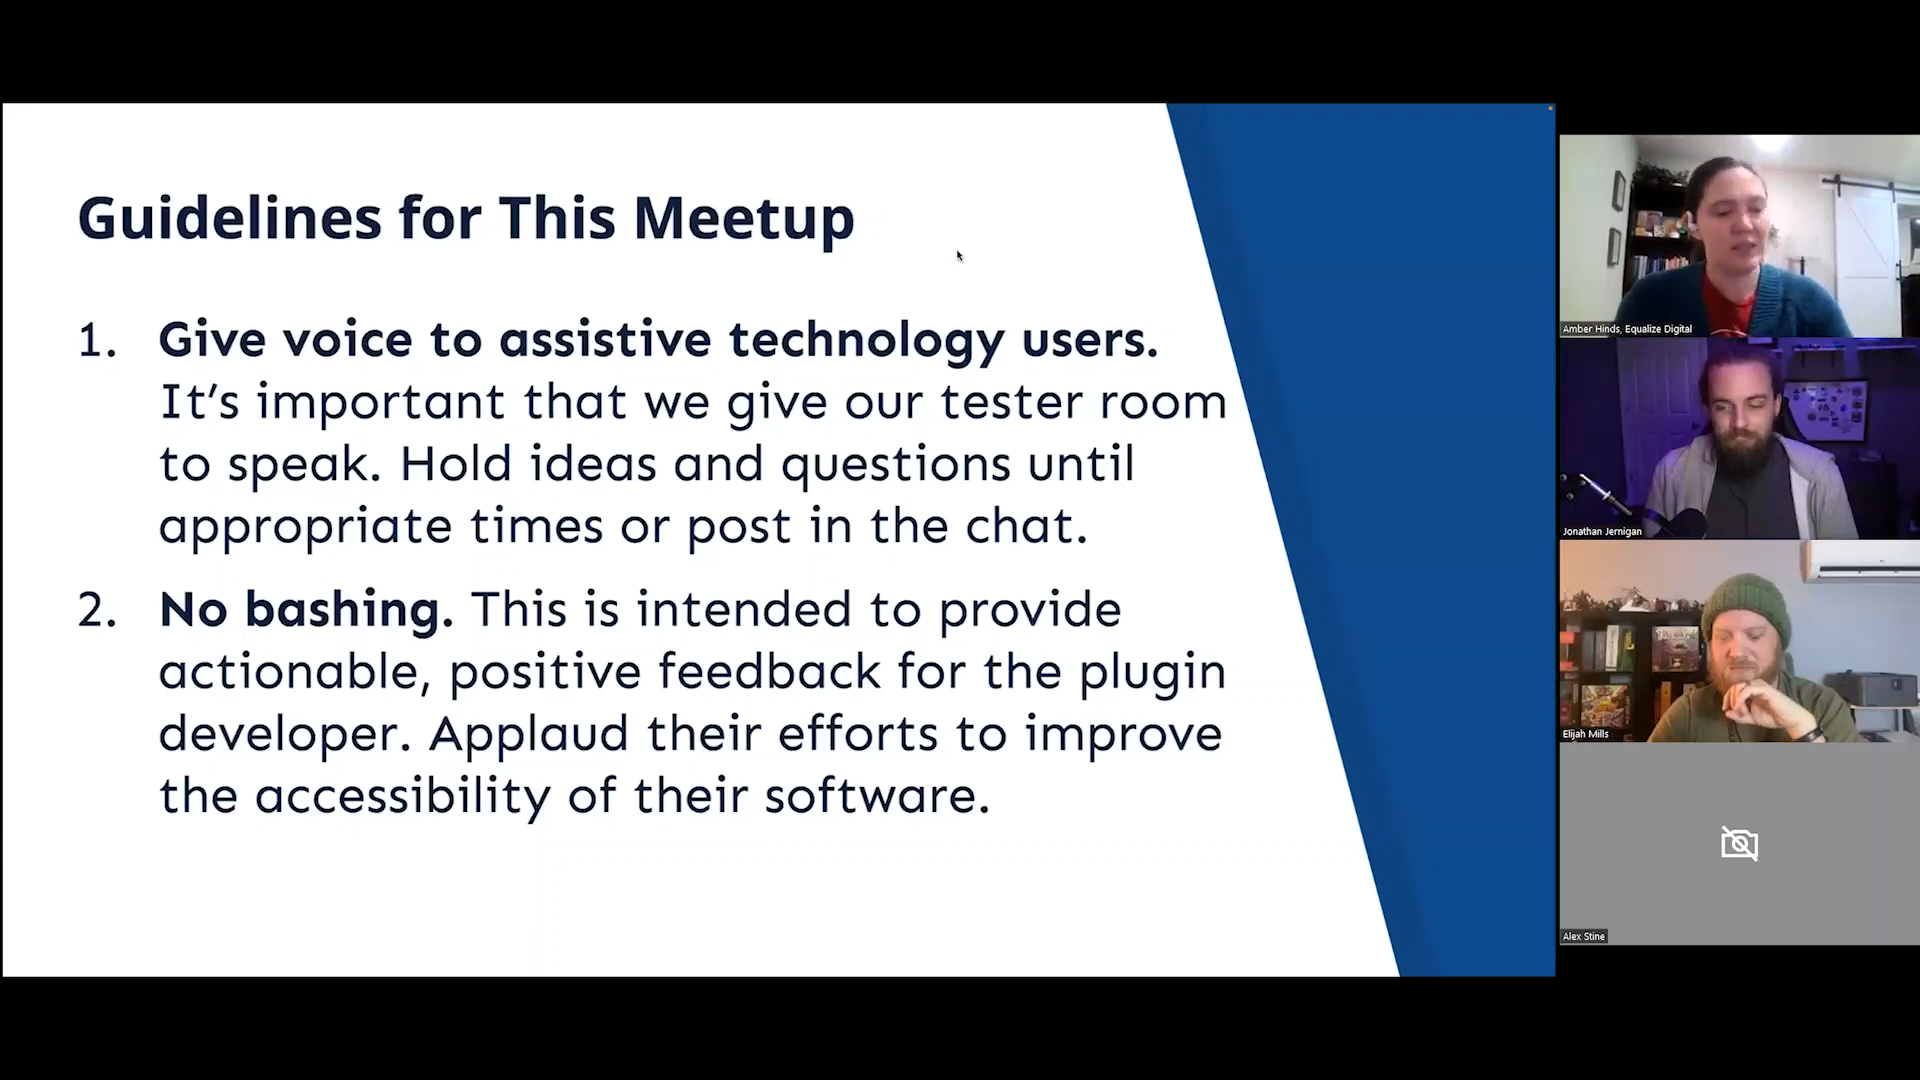 Guidelines for This Meetup
1. Give voice to assistive technology users.
It’s important that we give our tester room
to speak. Hold ideas and questions until
appropriate times or post in the chat.
2. No bashing. This is intended to provide
actionable, positive feedback for the plugin
developer. Applaud their efforts to improve
the accessibility of their software.
Amber Hinds, Equalize Digital
Jonathan Jernigan
Elijah Mills
Alex Stine